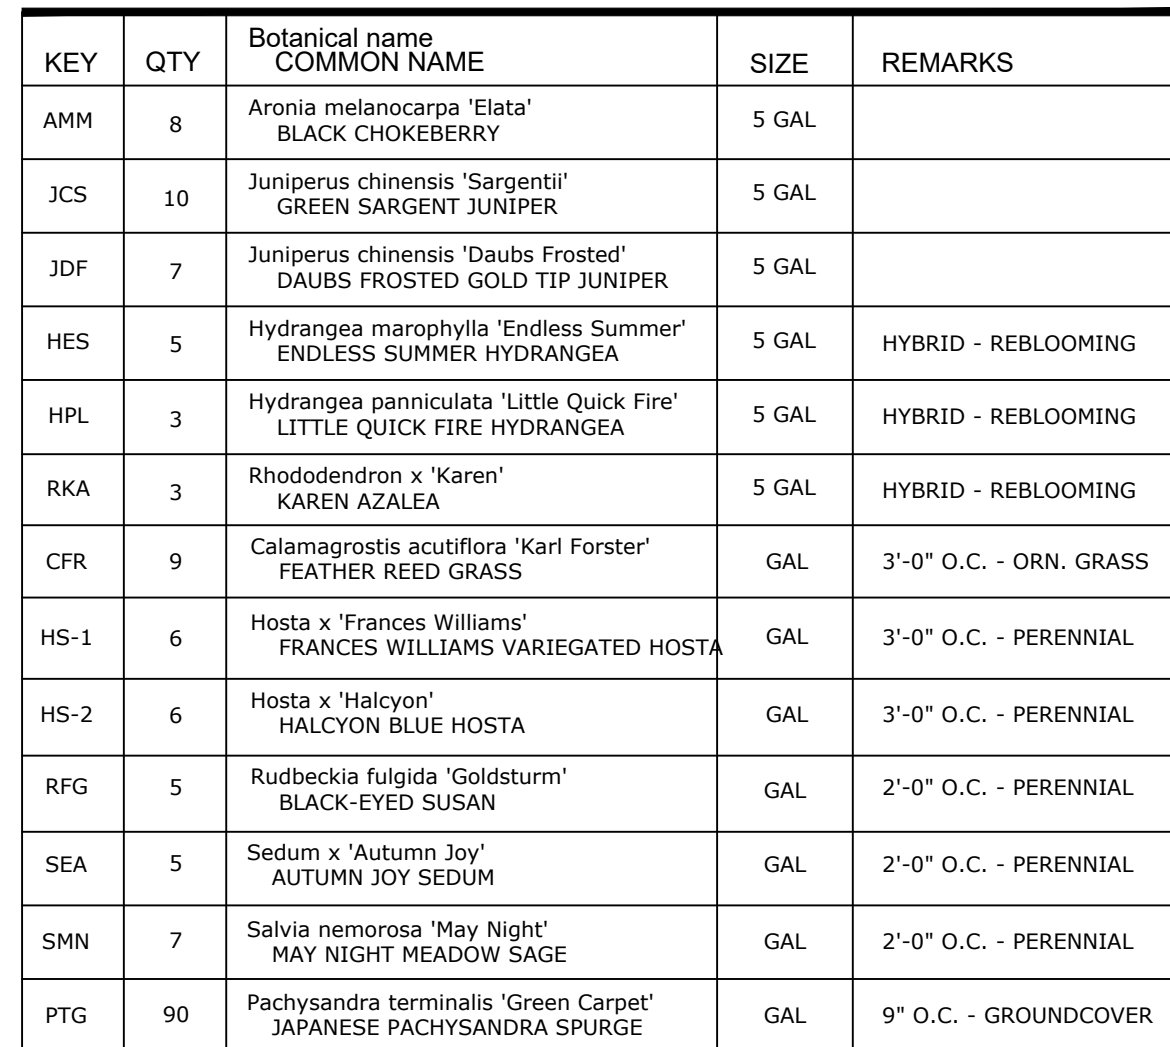 KEY QTY Botanical name COMMON NAME SIZE REMARKS
AMM 8 Aronia melanocarpa 'Elata' 5 GAL
BLACK CHOKEBERRY
JCS 10 Juniperus chinensis 'Sargentii' 5 GAL
GREEN SARGENT JUNIPER
JDF 7 Juniperus chinensis 'Daubs Frosted' 5 GAL
DAUBS FROSTED GOLD TIP JUNIPER
HES 5 Hydrangea marophylla 'Endless Summer' 5 GAL HYBRID - REBLOOMING
ENDLESS SUMMER HYDRANGEA
HPL 3 Hydrangea panniculata 'Little Quick Fire' 5 GAL HYBRID - REBLOOMING
LITTLE QUICK FIRE HYDRANGEA
RKA 3 Rhododendron x 'Karen' 5 GAL HYBRID - REBLOOMING
KAREN AZALEA
CFR 9 Calamagrostis acutiflora 'Karl Forster' GAL 3'-0" O.C. - ORN. GRASS
FEATHER REED GRASS
HS-1 6 Hosta x 'Frances Williams' GAL 3'-0" O.C. - PERENNIAL
FRANCES WILLIAMS VARIEGATED HOSTA
HS-2 6 Hosta x 'Halcyon' GAL 3'-0" O.C. - PERENNIAL
HALCYON BLUE HOSTA
RFG 5 Rudbeckia fulgida 'Goldsturm' GAL 2'-0" O.C. - PERENNIAL
BLACK-EYED SUSAN
SEA 5 Sedum x 'Autumn Joy' GAL 2'-0" O.C. - PERENNIAL
AUTUMN JOY SEDUM
SMN 7 Salvia nemorosa 'May Night' GAL 2'-0" O.C. - PERENNIAL
MAY NIGHT MEADOW SAGE
PTG 90 Pachysandra terminalis 'Green Carpet' GAL 9" O.C. - GROUNDCOVER
JAPANESE PACHYSANDRA SPURGE